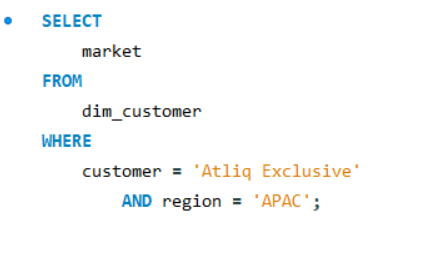 SELECT
market
FROM
dim_customer
WHERE
customer = 'Atliq Exclusive'
AND region = 'APAC';